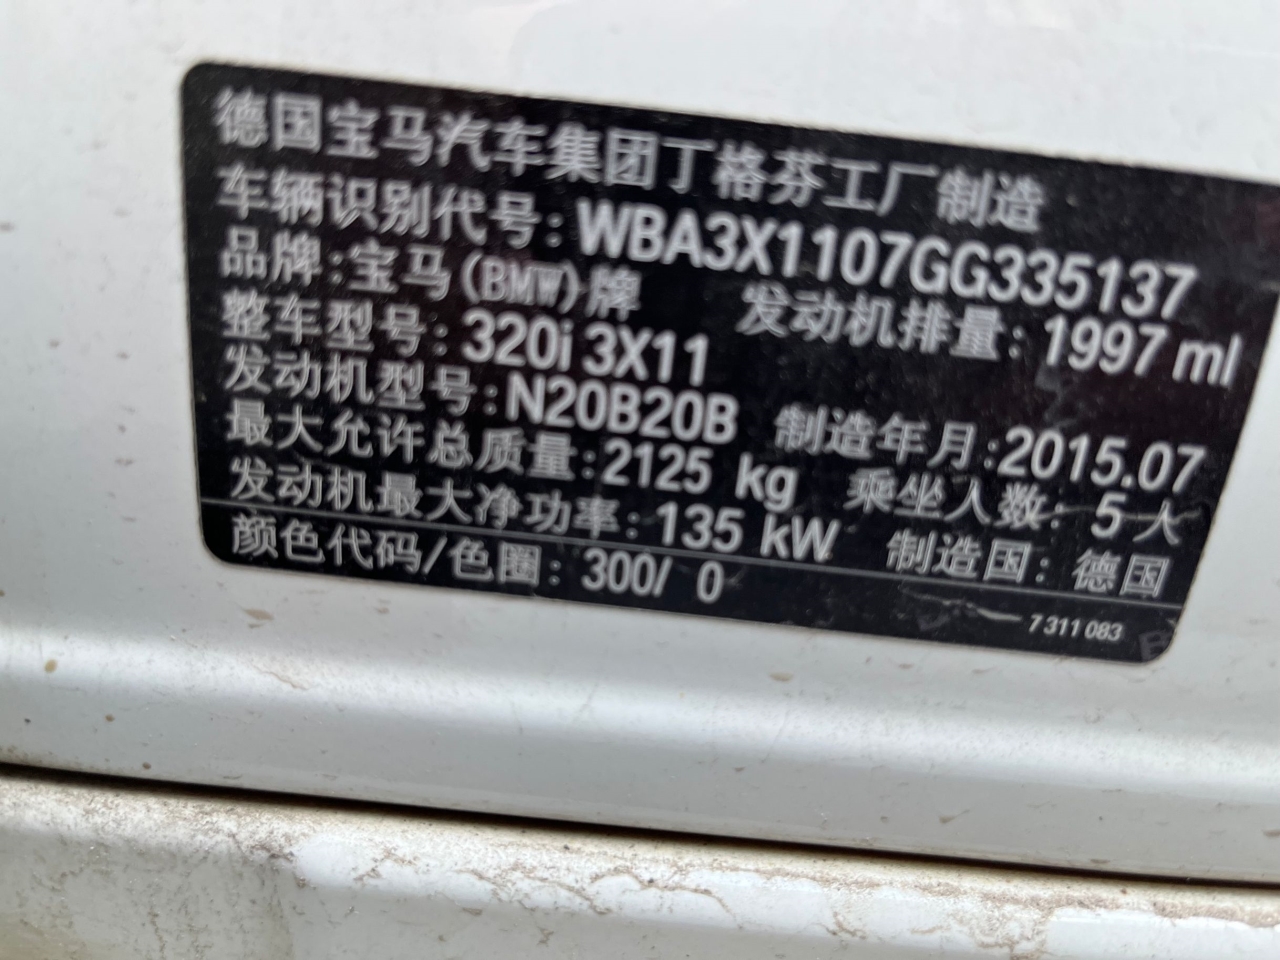 德国宝马汽车集团丁格芬工厂制造
车辆识别代号: WBA3X1107GG335137
品牌:宝马(BMW)牌 发动机排量: 1997 ml
整车型号: 320i 3X11
发动机型号: N20B20B 制造年月:2015.07
最大允许总质量:2125 kg 乘坐人数: 5 人
发动机最大净功率: 135 kW 制造国: 德国
颜色代码/色圈: 300/ 0
7 311 083